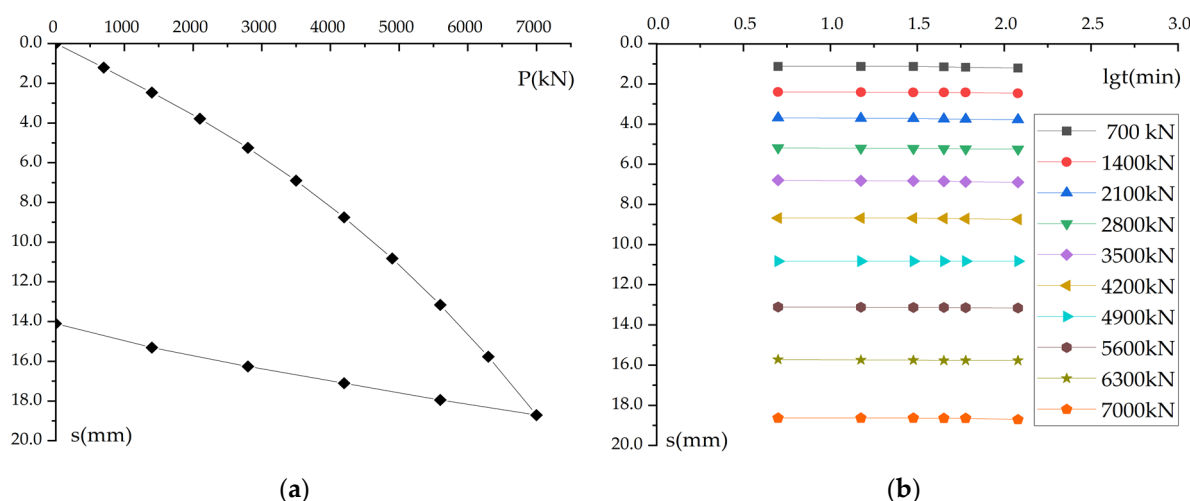 0 1000 2000 3000 4000 5000 6000 7000
P(kN)
0.0
2.0
4.0
6.0
8.0
10.0
12.0
14.0
16.0
18.0
20.0
s(mm)
(a)
0.0 0.5 1.0 1.5 2.0 2.5 3.0
lgt(min)
0.0
2.0
4.0
6.0
8.0
10.0
12.0
14.0
16.0
18.0
20.0
s(mm)
700 kN
1400kN
2100kN
2800kN
3500kN
4200kN
4900kN
5600kN
6300kN
7000kN
(b)